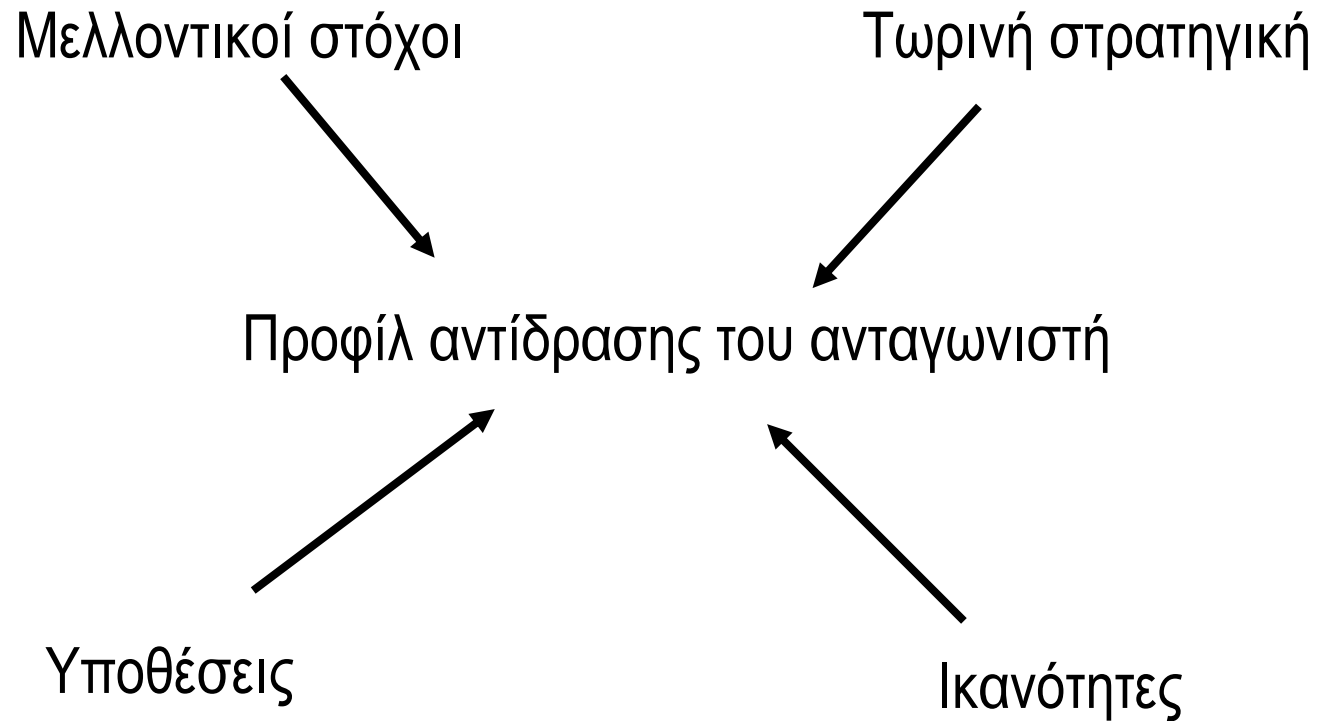 Μελλοντικοί στόχοι
Τωρινή στρατηγική
Προφίλ αντίδρασης του ανταγωνιστή
Υποθέσεις
Ικανότητες